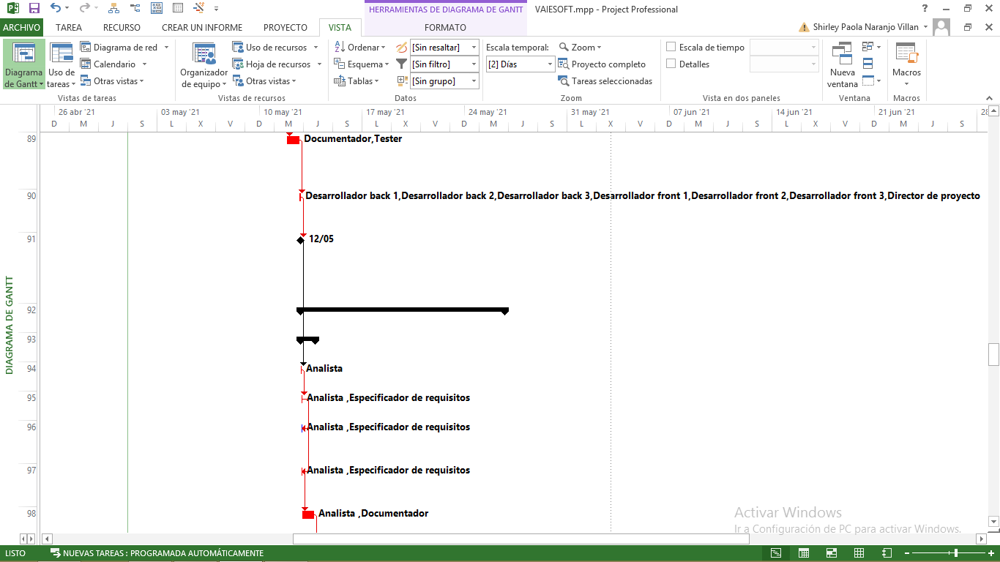 HERRAMIENTAS DE DIAGRAMA DE GANTT
VAIESOFT.mpp - Project Professional
ARCHIVO TAREA RECURSO CREAR UN INFORME PROYECTO VISTA FORMATO
Shirley Paola Naranjo Villan
Diagrama de Gantt
Uso de tareas
Diagrama de red
Calendario
Otras vistas
Vistas de tareas
Organizador de equipo
Uso de recursos
Hoja de recursos
Otras vistas
Vistas de recursos
Ordenar
Esquema
Tablas
[Sin resaltar]
[Sin filtro]
[Sin grupo]
Datos
Escala temporal:
[2] Días
Zoom
Proyecto completo
Tareas seleccionadas
Zoom
Escala de tiempo
Detalles
Vista en dos paneles
Nueva ventana
Ventana
Macros
Macros
26 abr '21 03 may '21 10 may '21 17 may '21 24 may '21 31 may '21 07 jun '21 14 jun '21 21 jun '21 28
D M J S L X V D M J S L X V D M J S L X V D M J S L X V D M J S
DIAGRAMA DE GANTT
89 Documentador,Tester
90 Desarrollador back 1,Desarrollador back 2,Desarrollador back 3,Desarrollador front 1,Desarrollador front 2,Desarrollador front 3,Director de proyecto
91 12/05
92
93
94 Analista
95 Analista ,Especificador de requisitos
96 Analista ,Especificador de requisitos
97 Analista ,Especificador de requisitos
98 Analista ,Documentador
Activar Windows
Ir a Configuración de PC para activar Windows.
LISTO NUEVAS TAREAS : PROGRAMADA AUTOMÁTICAMENTE